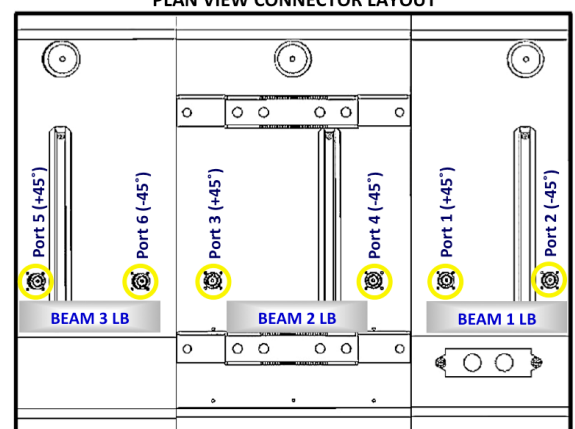 PLAN VIEW CONNECTOR LAYOUT
Port 5 (+45°)
Port 6 (-45°)
Port 3 (+45°)
Port 4 (-45°)
Port 1 (+45°)
Port 2 (-45°)
BEAM 3 LB
BEAM 2 LB
BEAM 1 LB